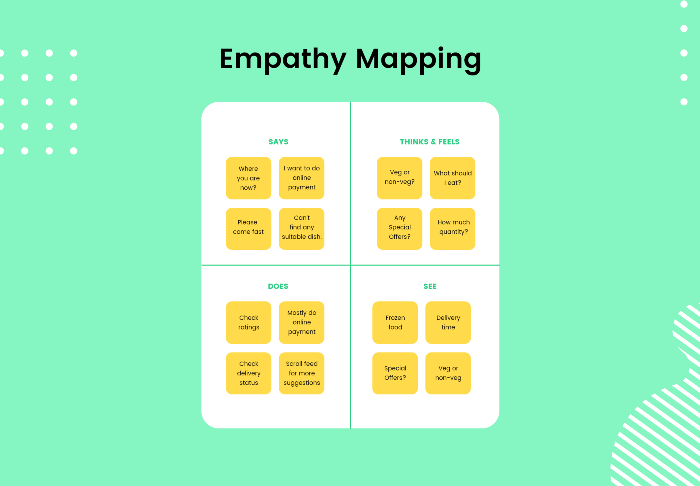 Empathy Mapping
SAYS
Where
you are
now?
I want to do
online
payment
Please
come fast
Can't
find any
suitable dish.
THINKS & FEELS
Veg or
non-veg?
What should
I eat?
Any
Special
Offers?
How much
quantity?
DOES
Check
ratings
Mostly do
online
payment
Check
delivery
status
Scroll feed
for more
suggestions
SEE
Frozen
food
Delivery
time
Special
Offers?
Veg or
non-veg